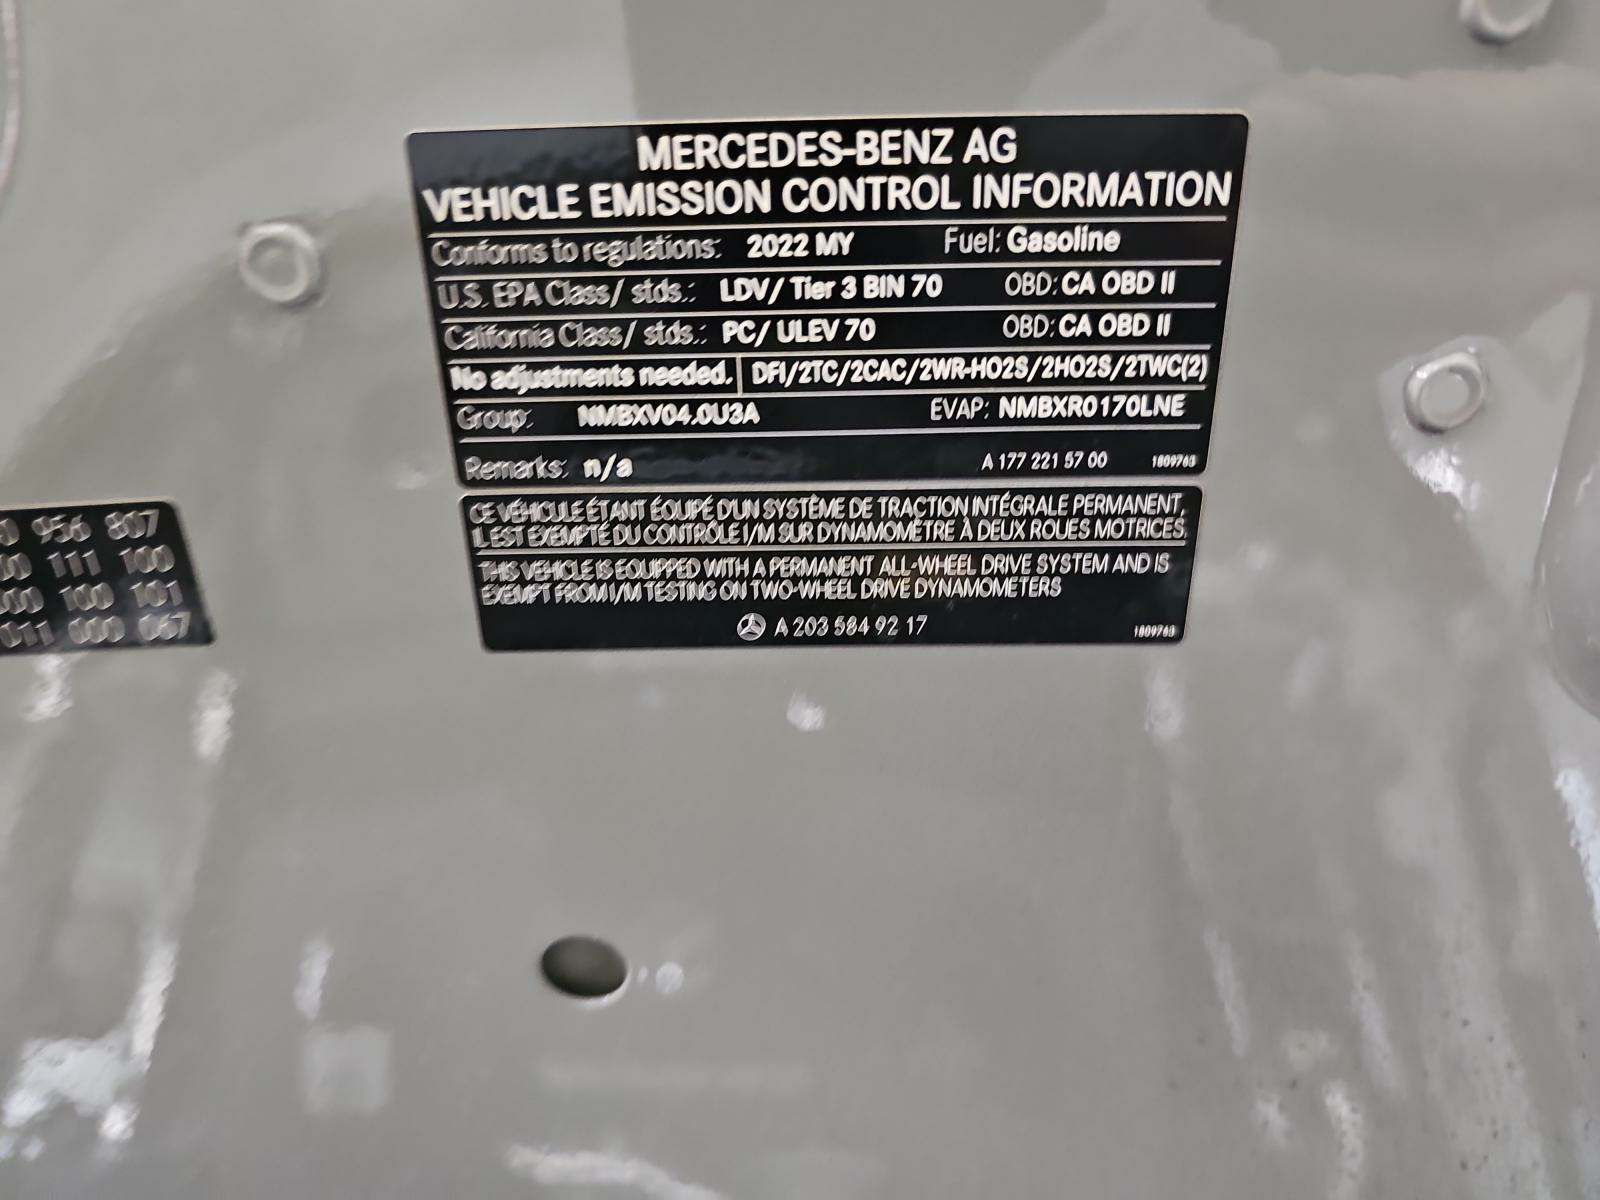 MERCEDES-BENZ AG
VEHICLE EMISSION CONTROL INFORMATION
Conforms to regulations: 2022 MY Fuel: Gasoline
U.S. EPA Class/ stds.: LDV/ Tier 3 BIN 70 OBD: CA OBD II
California Class/ stds.: PC/ ULEV 70 OBD: CA OBD II
No adjustments needed. DFI/2TC/2CAC/2WR-HO2S/2HO2S/2TWC(2)
Group: NMBXV04.0U3A EVAP: NMBXR0170LNE
Remarks: n/a A 177 221 57 00 1809763
CE VÉHICULE ÉTANT ÉQUIPÉ D'UN SYSTÈME DE TRACTION INTÉGRALE PERMANENT,
IL EST EXEMPTÉ DU CONTRÔLE I/M SUR DYNAMOMÈTRE À DEUX ROUES MOTRICES.
THIS VEHICLE IS EQUIPPED WITH A PERMANENT ALL-WHEEL DRIVE SYSTEM AND IS
EXEMPT FROM I/M TESTING ON TWO-WHEEL DRIVE DYNAMOMETERS
A 203 584 92 17 1809763
956 807
111 100
100 101
011 000 067